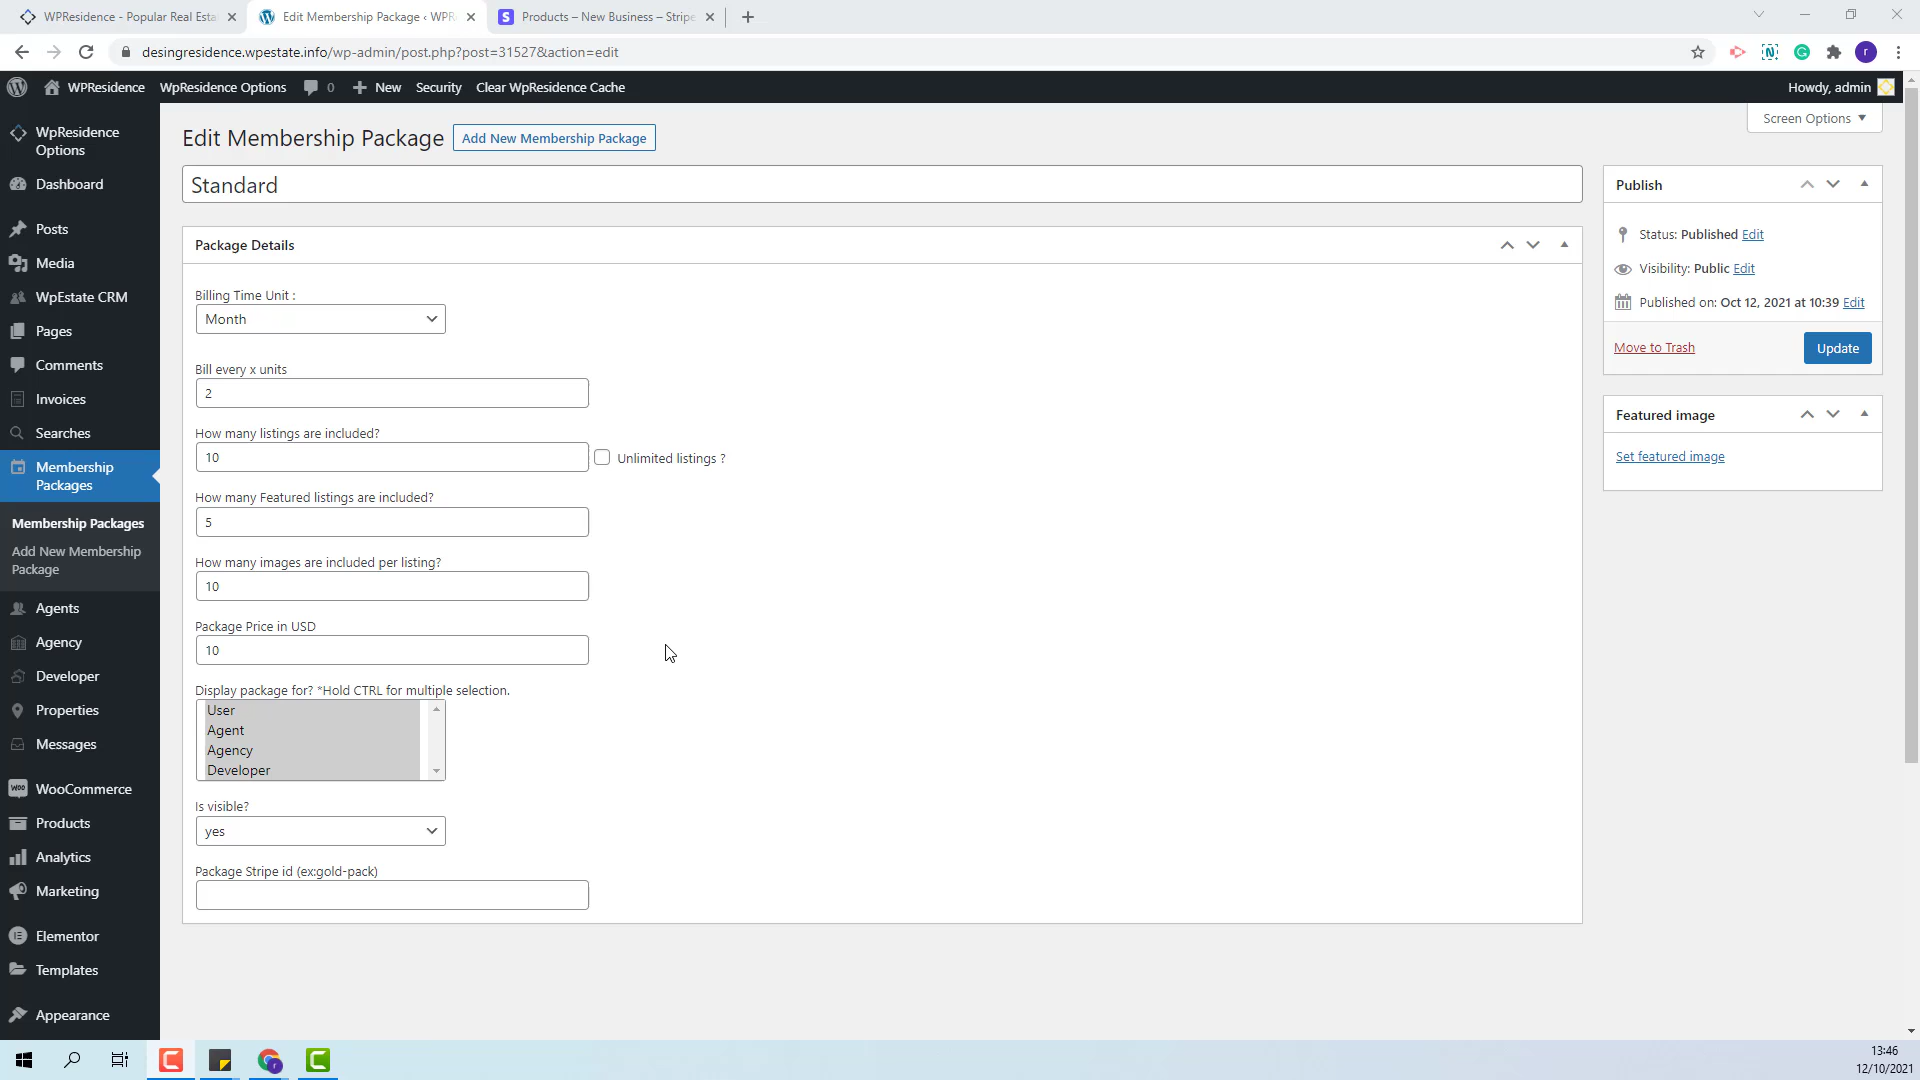 WPResidence - Popular Real Esta
Edit Membership Package ‹ WPR
Products – New Business – Stripe
desingresidence.wpestate.info/wp-admin/post.php?post=31527&action=edit
r
WPResidence
WpResidence Options
0
New
Security
Clear WpResidence Cache
Howdy, admin
Screen Options
WpResidence
Options
Dashboard
Posts
Media
WpEstate CRM
Pages
Comments
Invoices
Searches
Membership
Packages
Membership Packages
Add New Membership
Package
Agents
Agency
Developer
Properties
Messages
WooCommerce
Products
Analytics
Marketing
Elementor
Templates
Appearance
Edit Membership Package
Add New Membership Package
Standard
Package Details
Billing Time Unit :
Month
Bill every x units
2
How many listings are included?
10
Unlimited listings ?
How many Featured listings are included?
5
How many images are included per listing?
10
Package Price in USD
10
Display package for? *Hold CTRL for multiple selection.
User
Agent
Agency
Developer
Is visible?
yes
Package Stripe id (ex:gold-pack)
Publish
Status: Published Edit
Visibility: Public Edit
Published on: Oct 12, 2021 at 10:39 Edit
Move to Trash
Update
Featured image
Set featured image
13:46
12/10/2021